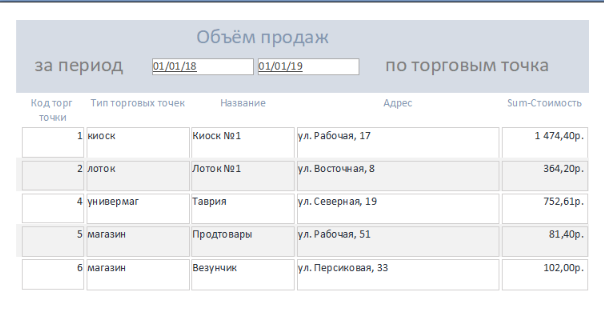 Объём продаж
за период 01/01/18 01/01/19 по торговым точка
Код торг точки Тип торговых точек Название Адрес Sum-Стоимость
1 киоск Киоск №1 ул. Рабочая, 17 1 474,40р.
2 лоток Лоток №1 ул. Восточная, 8 364,20р.
4 универмаг Таврия ул. Северная, 19 752,61р.
5 магазин Продтовары ул. Рабочая, 51 81,40р.
6 магазин Везунчик ул. Персиковая, 33 102,00р.